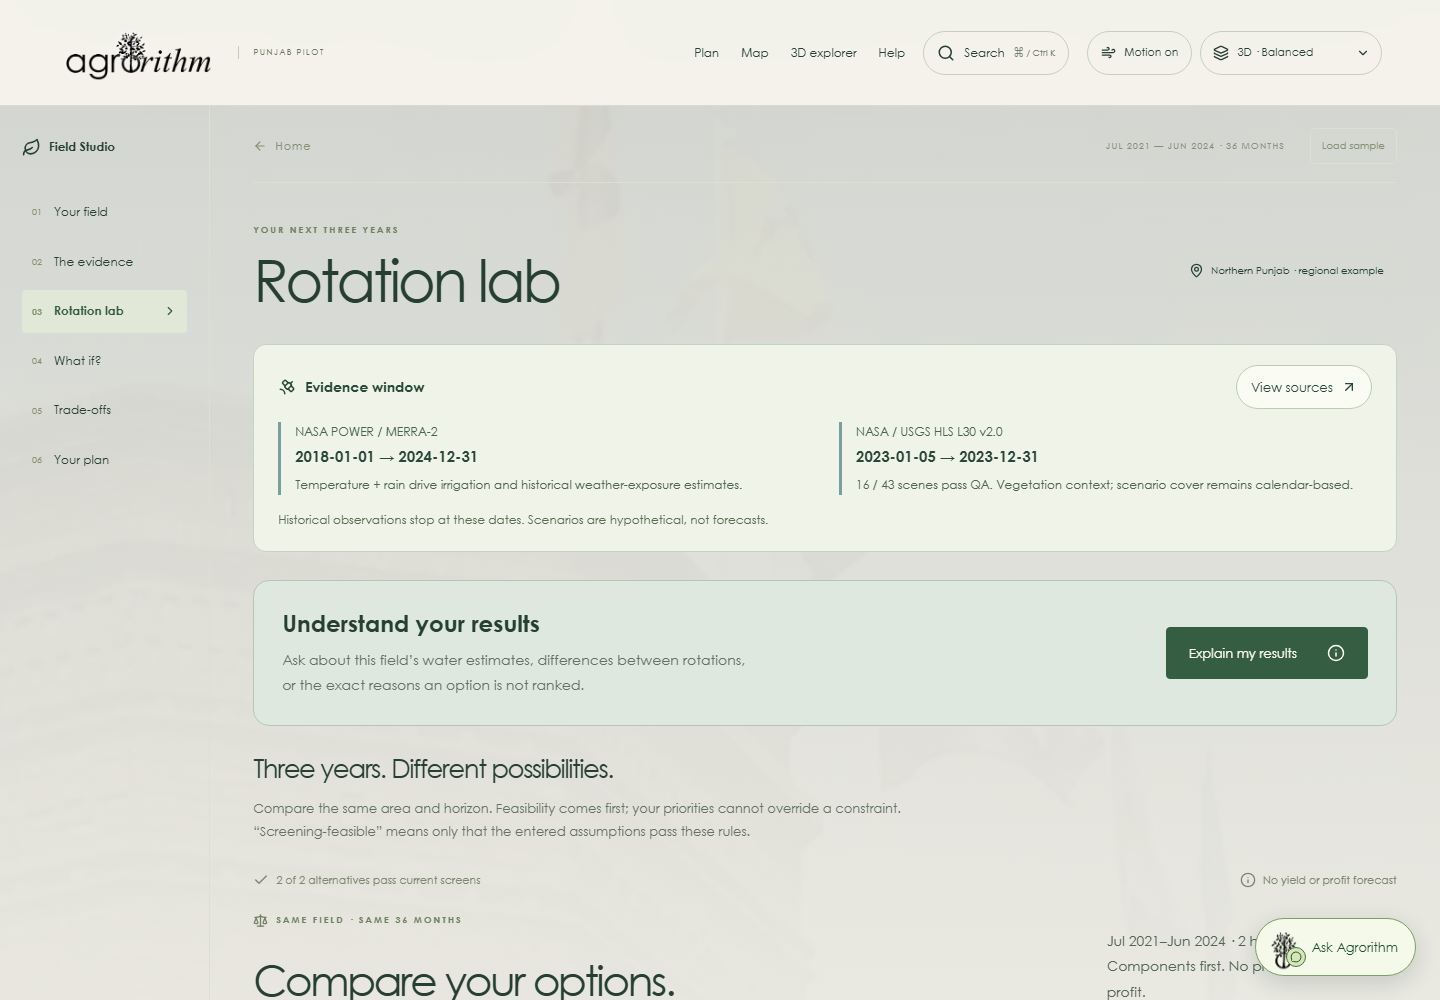 agrorithm
PUNJAB PILOT
Plan
Map
3D explorer
Help
Search ⌘ / Ctrl K
Motion on
3D · Balanced
Field Studio
01 Your field
02 The evidence
03 Rotation lab
04 What if?
05 Trade-offs
06 Your plan
← Home
JUL 2021 — JUN 2024 · 36 MONTHS
Load sample
YOUR NEXT THREE YEARS
Rotation lab
Northern Punjab · regional example
Evidence window
View sources
NASA POWER / MERRA-2
2018-01-01 → 2024-12-31
Temperature + rain drive irrigation and historical weather-exposure estimates.
NASA / USGS HLS L30 v2.0
2023-01-05 → 2023-12-31
16 / 43 scenes pass QA. Vegetation context; scenario cover remains calendar-based.
Historical observations stop at these dates. Scenarios are hypothetical, not forecasts.
Understand your results
Ask about this field’s water estimates, differences between rotations,
or the exact reasons an option is not ranked.
Explain my results
Three years. Different possibilities.
Compare the same area and horizon. Feasibility comes first; your priorities cannot override a constraint.
“Screening-feasible” means only that the entered assumptions pass these rules.
2 of 2 alternatives pass current screens
No yield or profit forecast
SAME FIELD · SAME 36 MONTHS
Compare your options.
Jul 2021–Jun 2024 · 2
Components first. No
profit.
Ask Agrorithm